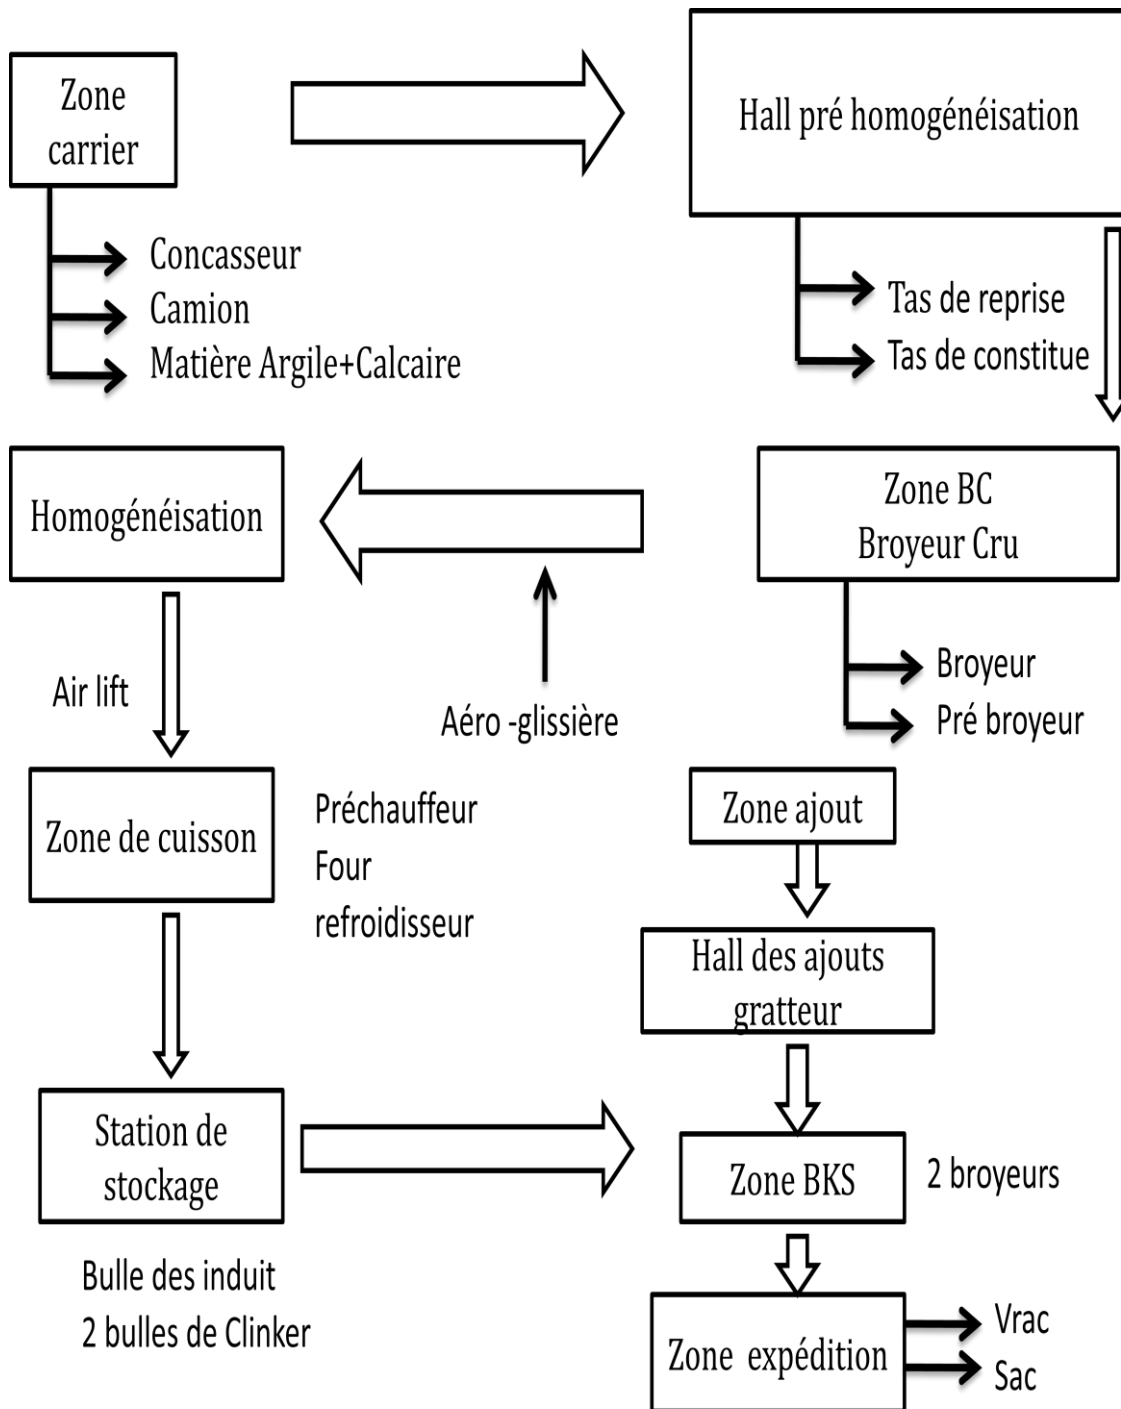 Zone
carrier
Hall pré homogénéisation
Concasseur
Camion
Matière Argile+Calcaire
Tas de reprise
Tas de constitue
Homogénéisation
Zone BC
Broyeur Cru
Air lift
Aéro -glissière
Broyeur
Pré broyeur
Zone de cuisson
Préchauffeur
Four
refroidisseur
Zone ajout
Hall des ajouts
gratteur
Station de
stockage
Zone BKS
2 broyeurs
Bulle des induit
2 bulles de Clinker
Zone expédition
Vrac
Sac